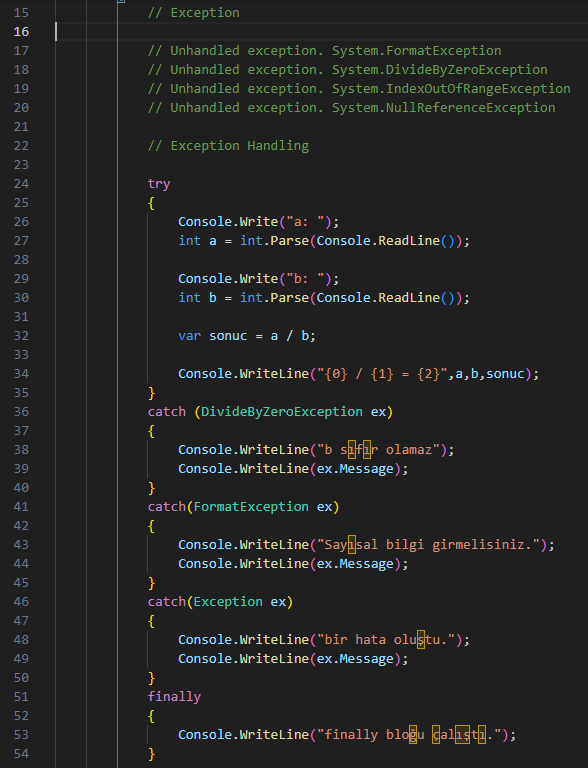 15 // Exception
16
17 // Unhandled exception. System.FormatException
18 // Unhandled exception. System.DivideByZeroException
19 // Unhandled exception. System.IndexOutOfRangeException
20 // Unhandled exception. System.NullReferenceException
21
22 // Exception Handling
23
24 try
25 {
26 Console.Write("a: ");
27 int a = int.Parse(Console.ReadLine());
28
29 Console.Write("b: ");
30 int b = int.Parse(Console.ReadLine());
31
32 var sonuc = a / b;
33
34 Console.WriteLine("{0} / {1} = {2}",a,b,sonuc);
35 }
36 catch (DivideByZeroException ex)
37 {
38 Console.WriteLine("b sıfır olamaz");
39 Console.WriteLine(ex.Message);
40 }
41 catch(FormatException ex)
42 {
43 Console.WriteLine("Sayısal bilgi girmelisiniz.");
44 Console.WriteLine(ex.Message);
45 }
46 catch(Exception ex)
47 {
48 Console.WriteLine("bir hata oluştu.");
49 Console.WriteLine(ex.Message);
50 }
51 finally
52 {
53 Console.WriteLine("finally bloğu çalıştı.");
54 }